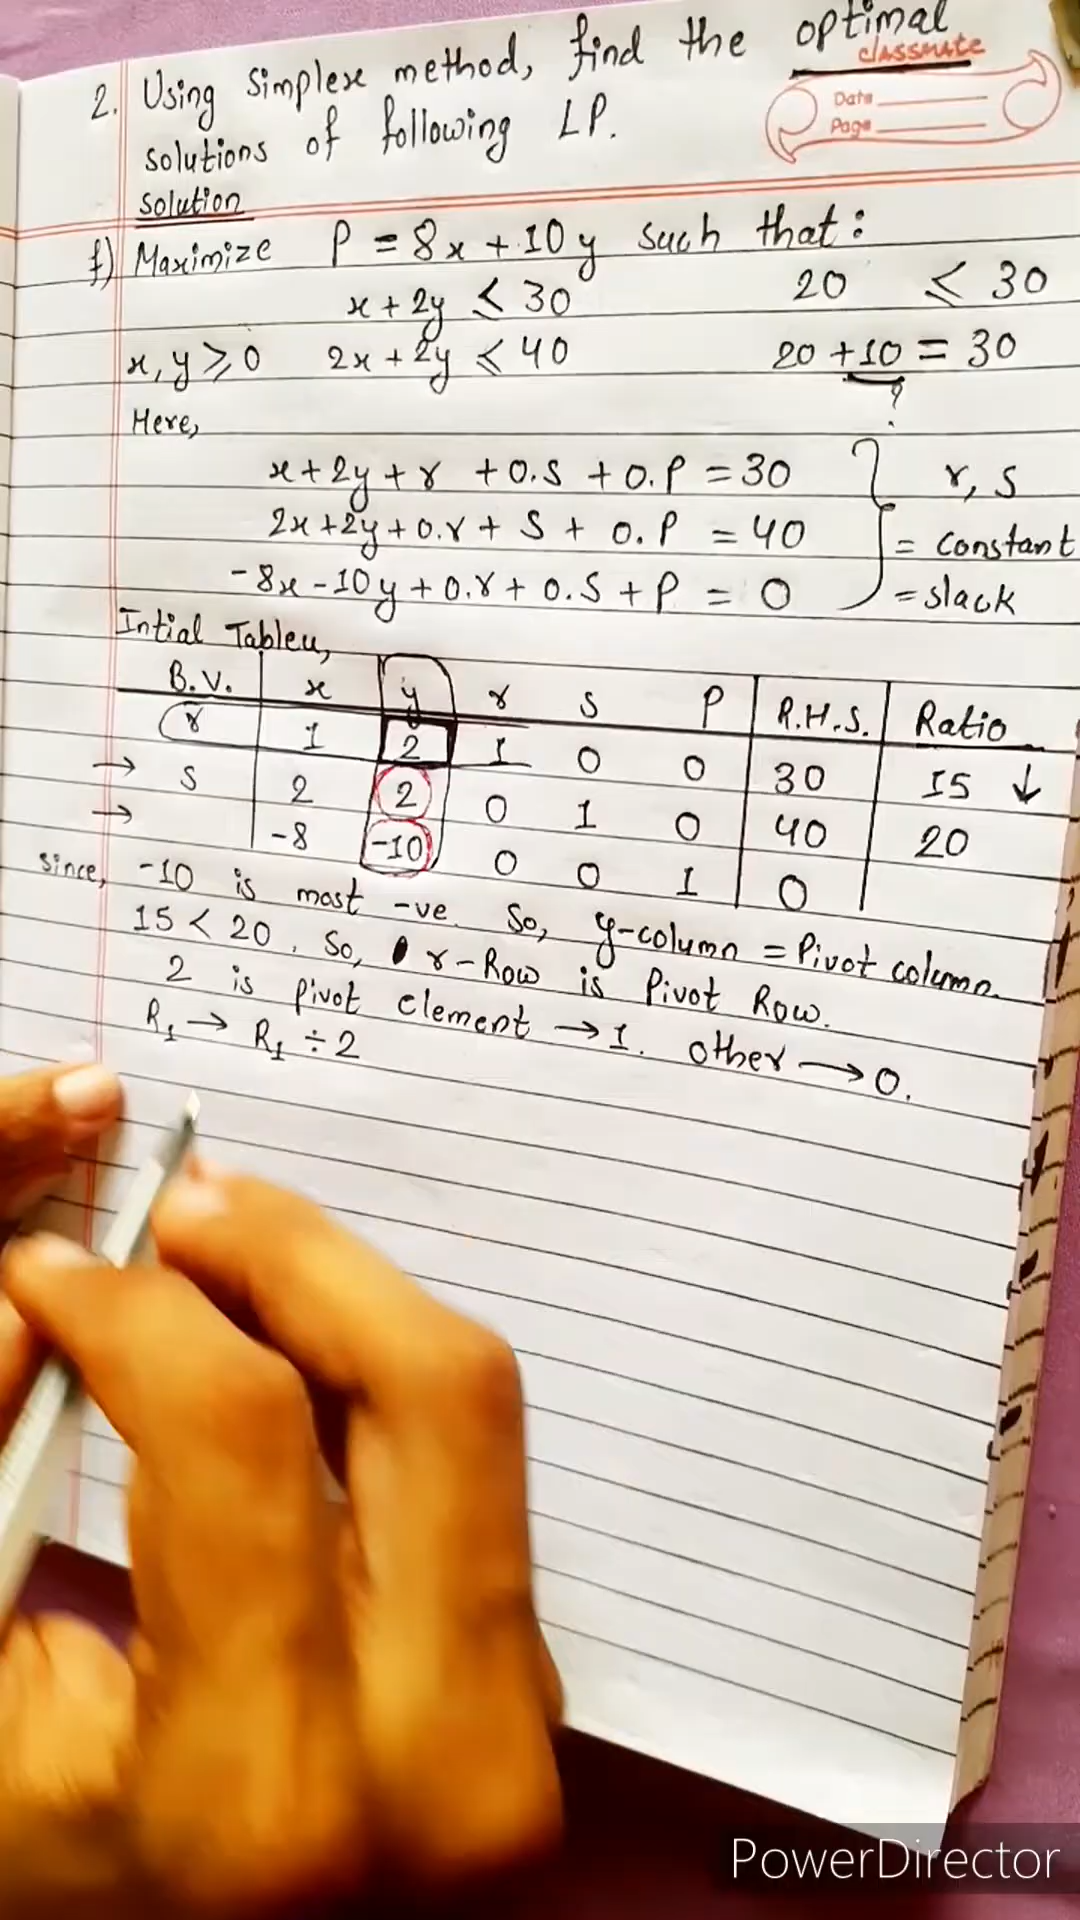 2. Using Simplex method, find the optimal
classmate
Date
Page
solutions of following LP.
Solution
f) Maximize P = 8x + 10y such that:
x + 2y ≤ 30 20 ≤ 30
x, y ≥ 0 2x + 2y ≤ 40 20 + 10 = 30
?
Here,
x + 2y + r + 0.s + 0.P = 30 } r, s
2x + 2y + 0.r + s + 0.P = 40 = constant
-8x - 10y + 0.r + 0.s + P = 0 = slack
Intial Tableu,
B.V. x y r s P R.H.S. Ratio
r 1 2 1 0 0 30 15 ↓
→ s 2 2 0 1 0 40 20
→ -8 -10 0 0 1 0
Since, -10 is most -ve. So, y-column = Pivot column.
15 < 20. So, r-Row is Pivot Row.
2 is pivot element → 1. other → 0.
R1 → R1 ÷ 2
PowerDirector